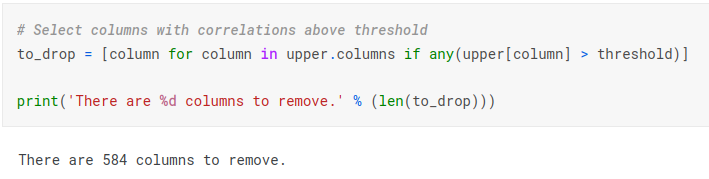 # Select columns with correlations above threshold
to_drop = [column for column in upper.columns if any(upper[column] > threshold)]
print('There are %d columns to remove.' % (len(to_drop)))
There are 584 columns to remove.